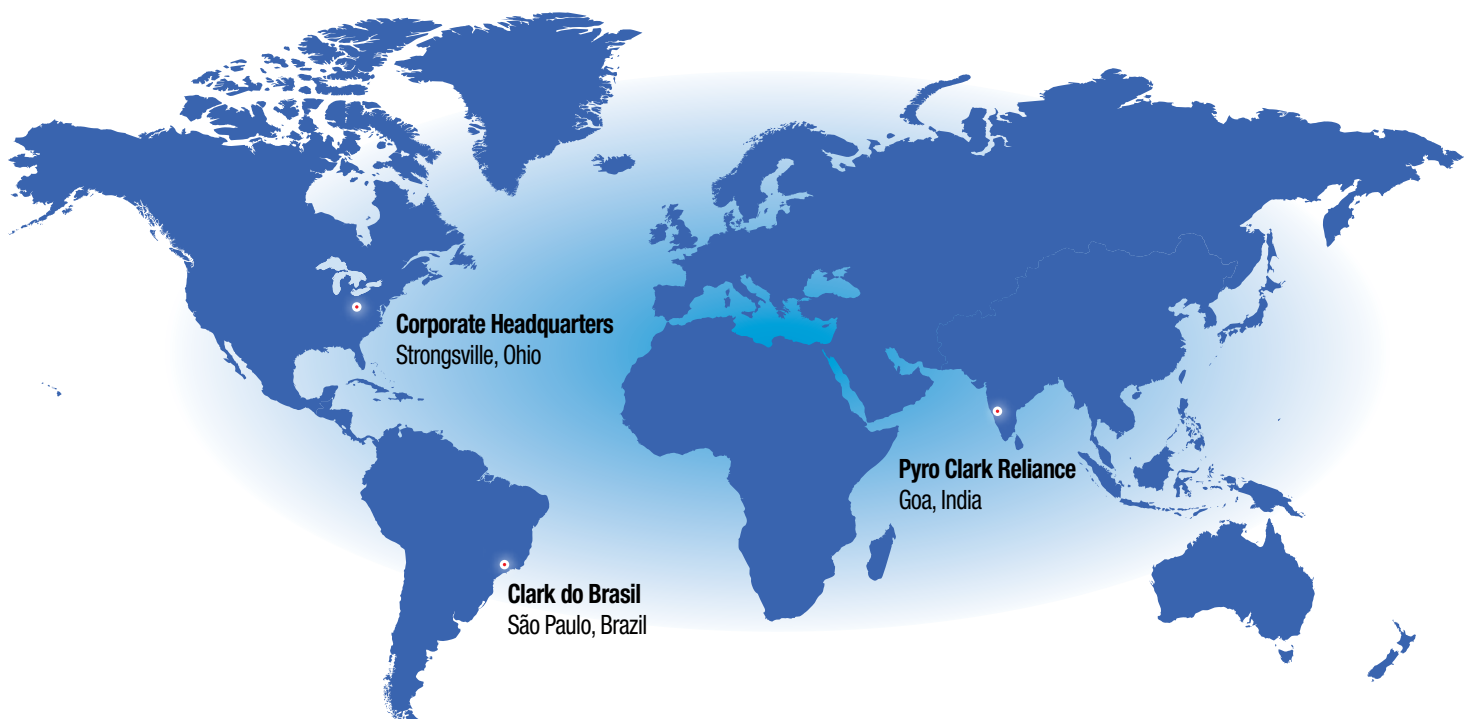 Corporate Headquarters
Strongsville, Ohio
Pyro Clark Reliance
Goa, India
Clark do Brasil
São Paulo, Brazil